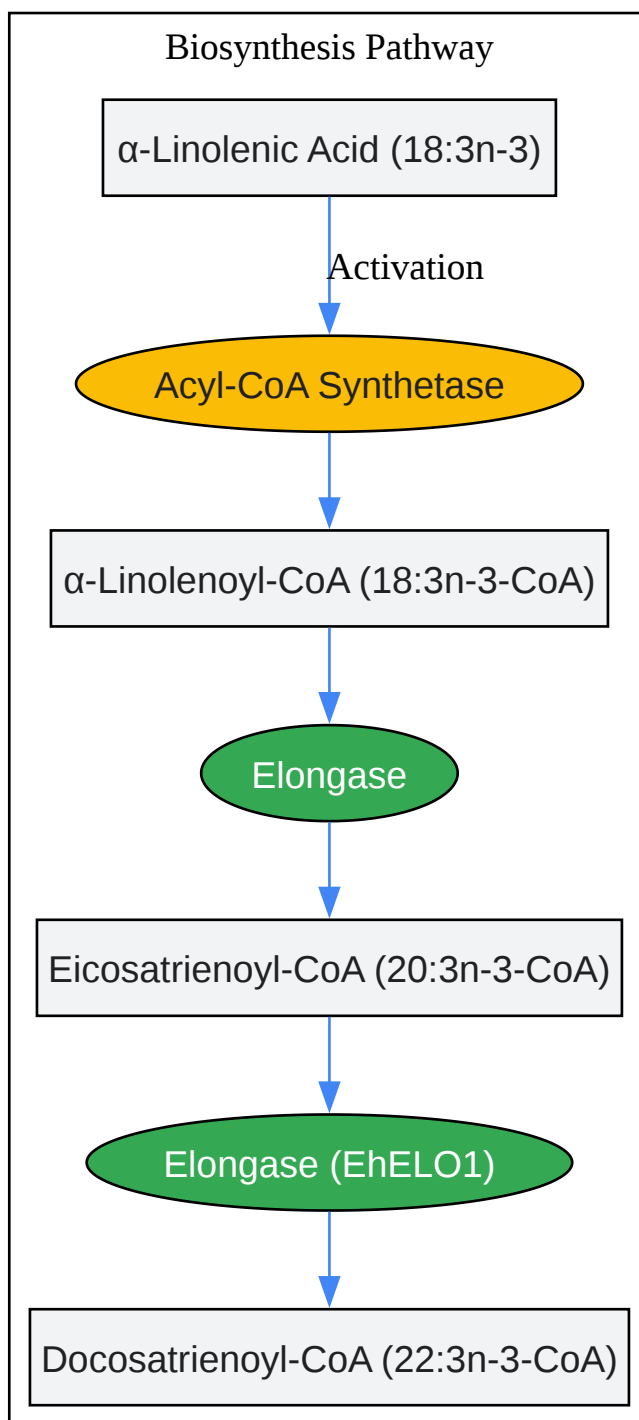 Biosynthesis Pathway
α-Linolenic Acid (18:3n-3)
Activation
Acyl-CoA Synthetase
α-Linolenoyl-CoA (18:3n-3-CoA)
Elongase
Eicosatrienoyl-CoA (20:3n-3-CoA)
Elongase (EhELO1)
Docosatrienoyl-CoA (22:3n-3-CoA)